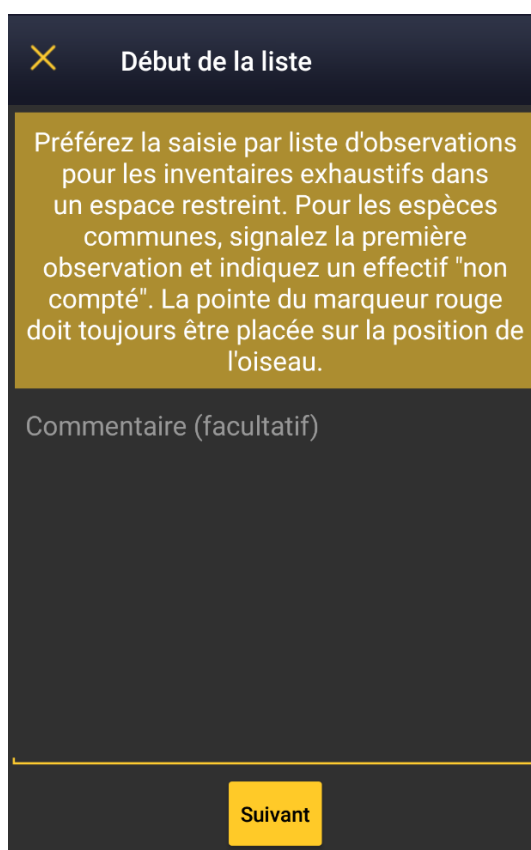 Début de la liste
Préférez la saisie par liste d'observations
pour les inventaires exhaustifs dans
un espace restreint. Pour les espèces
communes, signalez la première
observation et indiquez un effectif "non
compté". La pointe du marqueur rouge
doit toujours être placée sur la position de
l'oiseau.
Commentaire (facultatif)
Suivant